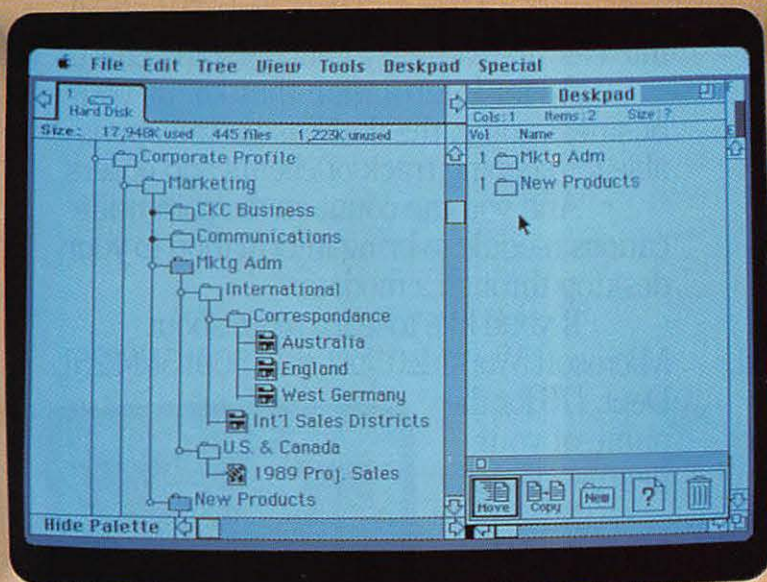 File Edit Tree View Tools Deskpad Special
1
Hard Disk
Size: 17,948K used 445 files 1,223K unused
Corporate Profile
Marketing
CKC Business
Communications
Mktg Adm
International
Correspondance
Australia
England
West Germany
Int'l Sales Districts
U.S. & Canada
1989 Proj. Sales
New Products
Hide Palette
Deskpad
Cols: 1 Items: 2 Size: ?
Vol Name
1 Mktg Adm
1 New Products
Move Copy New ?